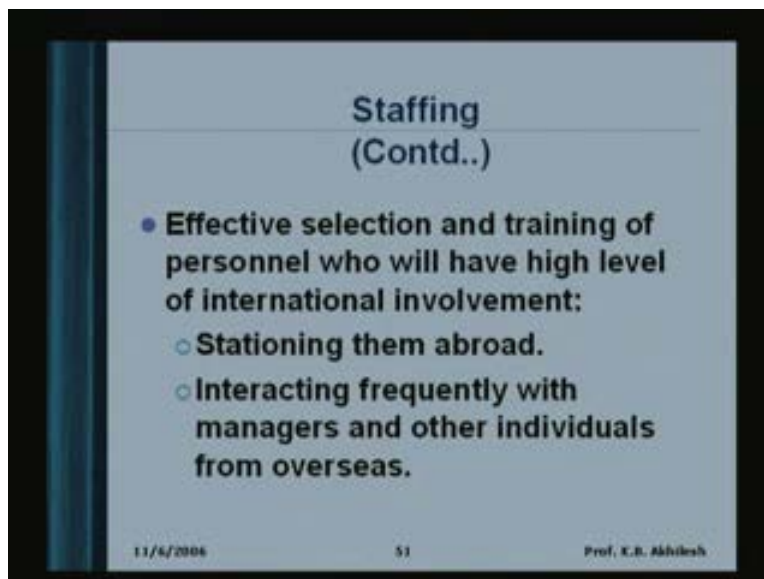 Staffing
(Contd..)
Effective selection and training of
personnel who will have high level
of international involvement:
Stationing them abroad.
Interacting frequently with
managers and other individuals
from overseas.
11/6/2006 51 Prof. K.B. Akhilesh